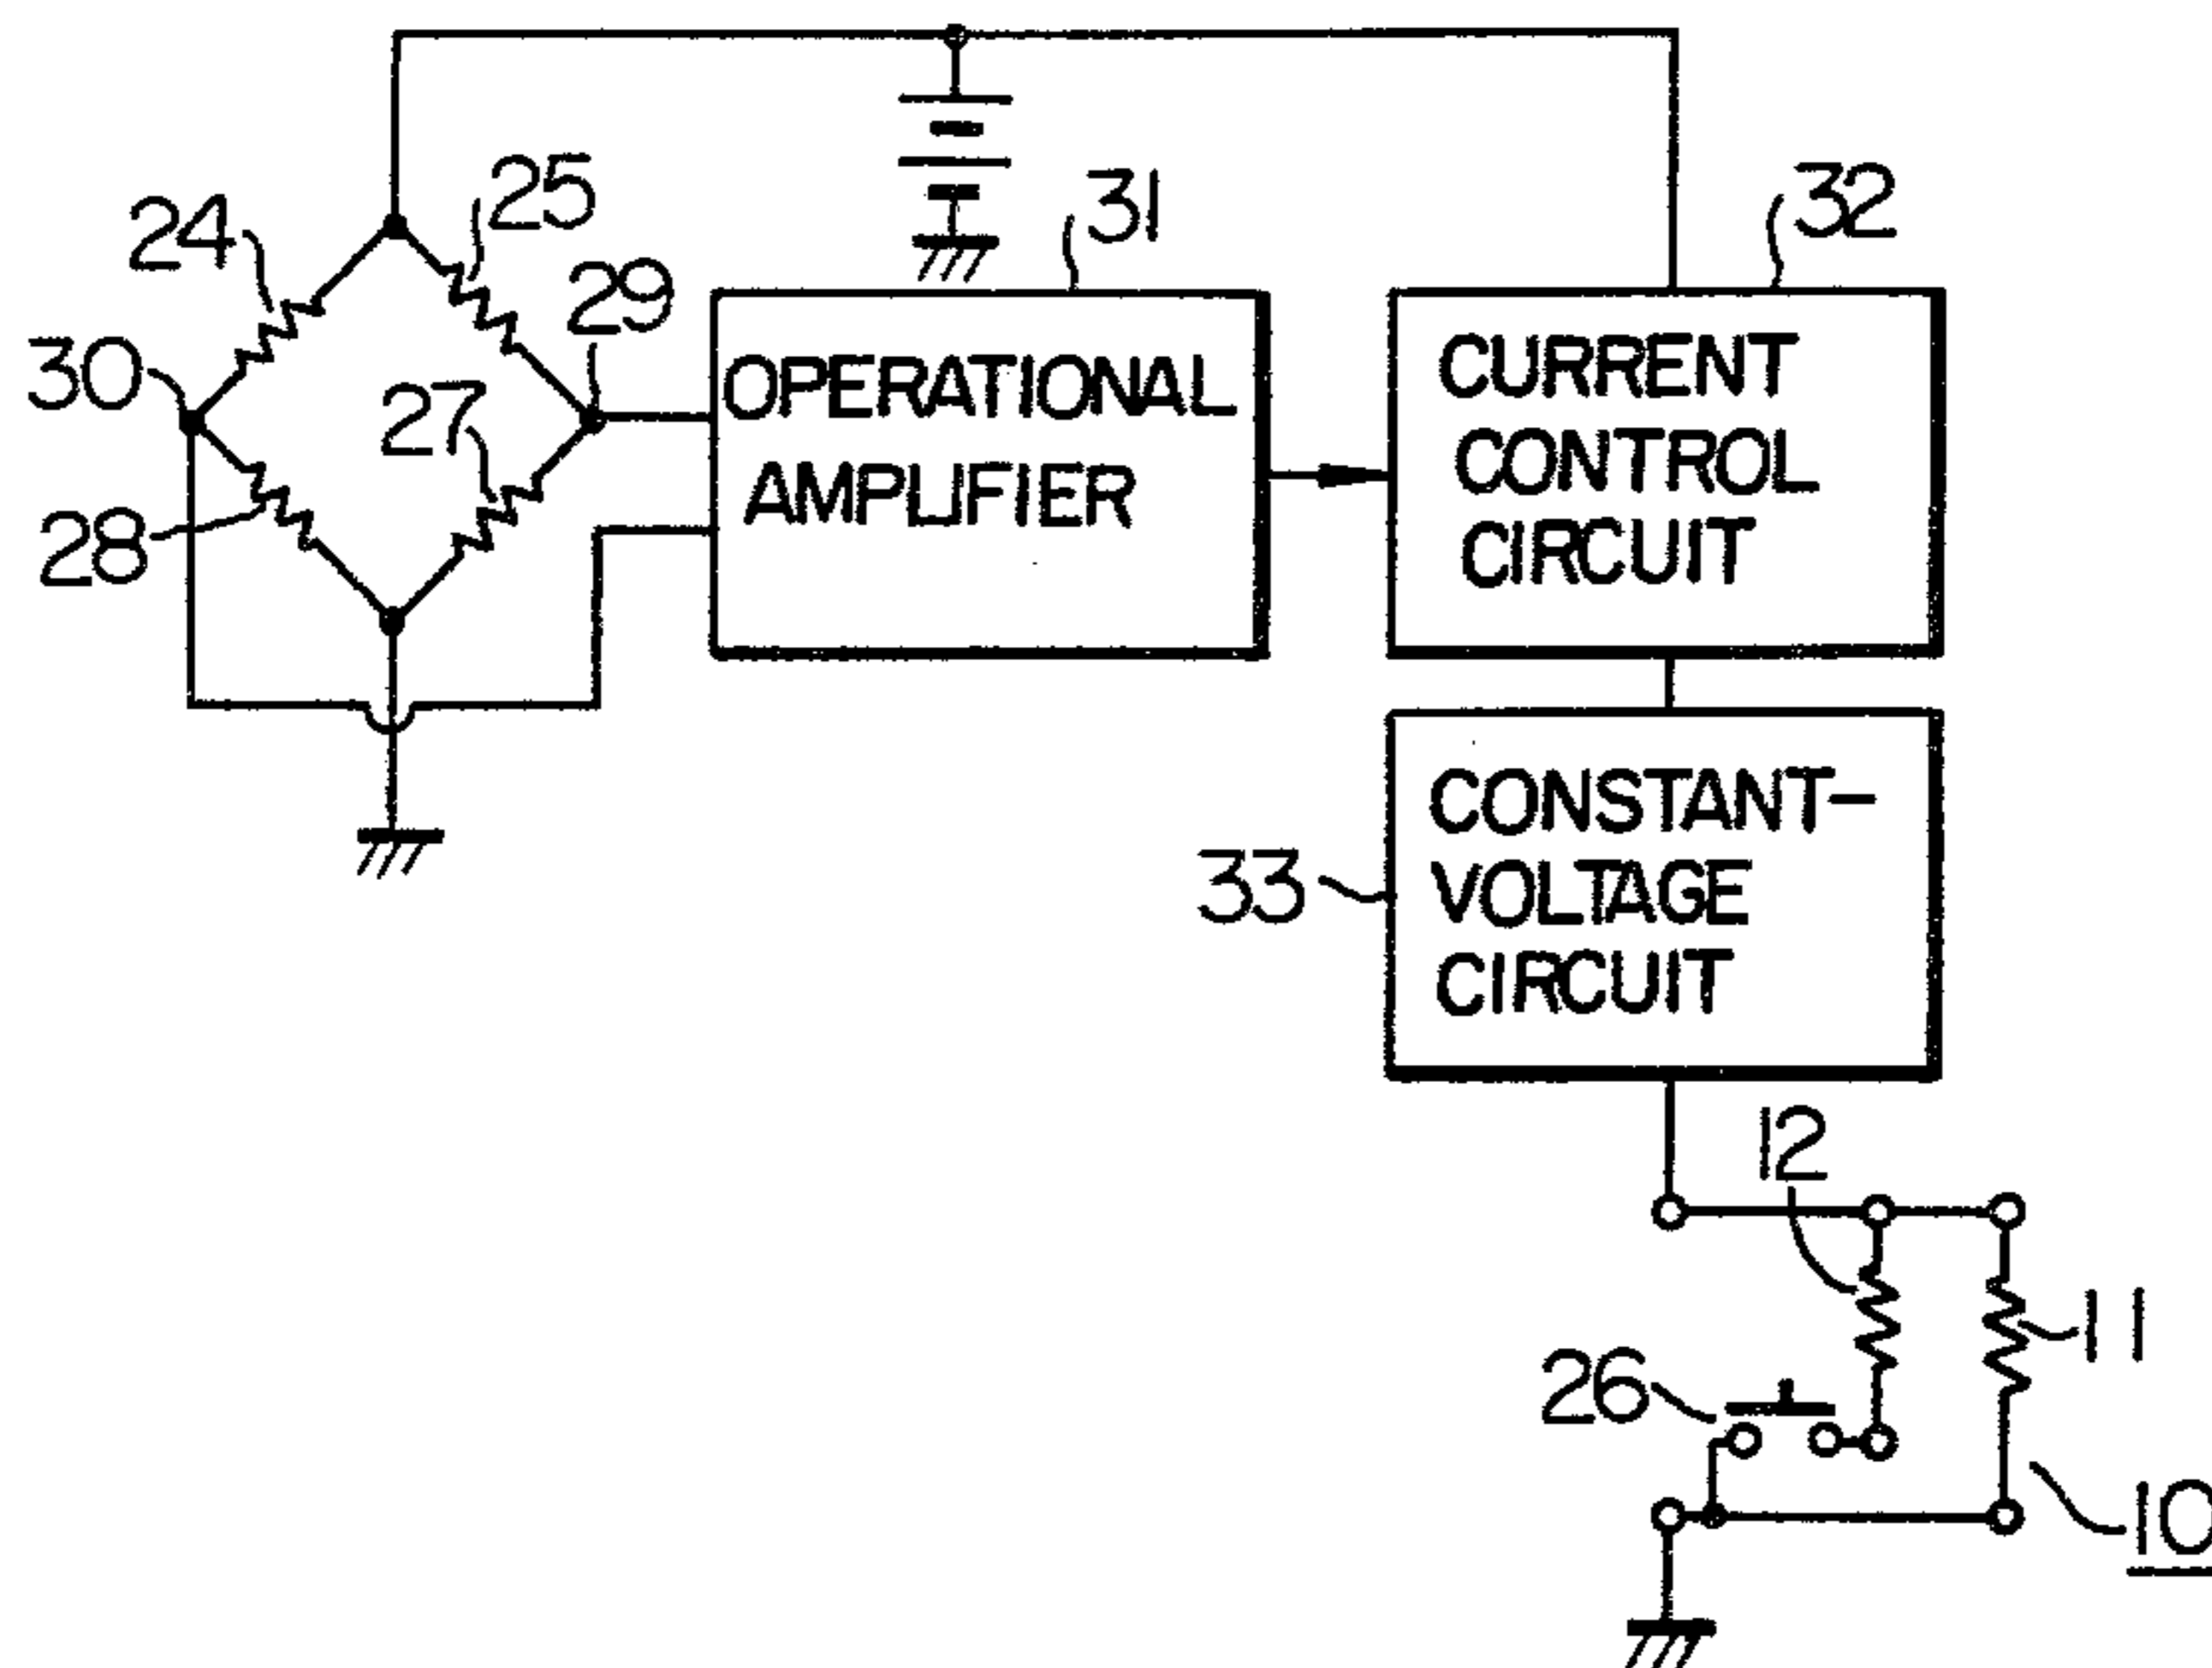 24
25
29
30
27
28
31
OPERATIONAL
AMPLIFIER
32
CURRENT
CONTROL
CIRCUIT
33
CONSTANT-
VOLTAGE
CIRCUIT
12
11
26
10